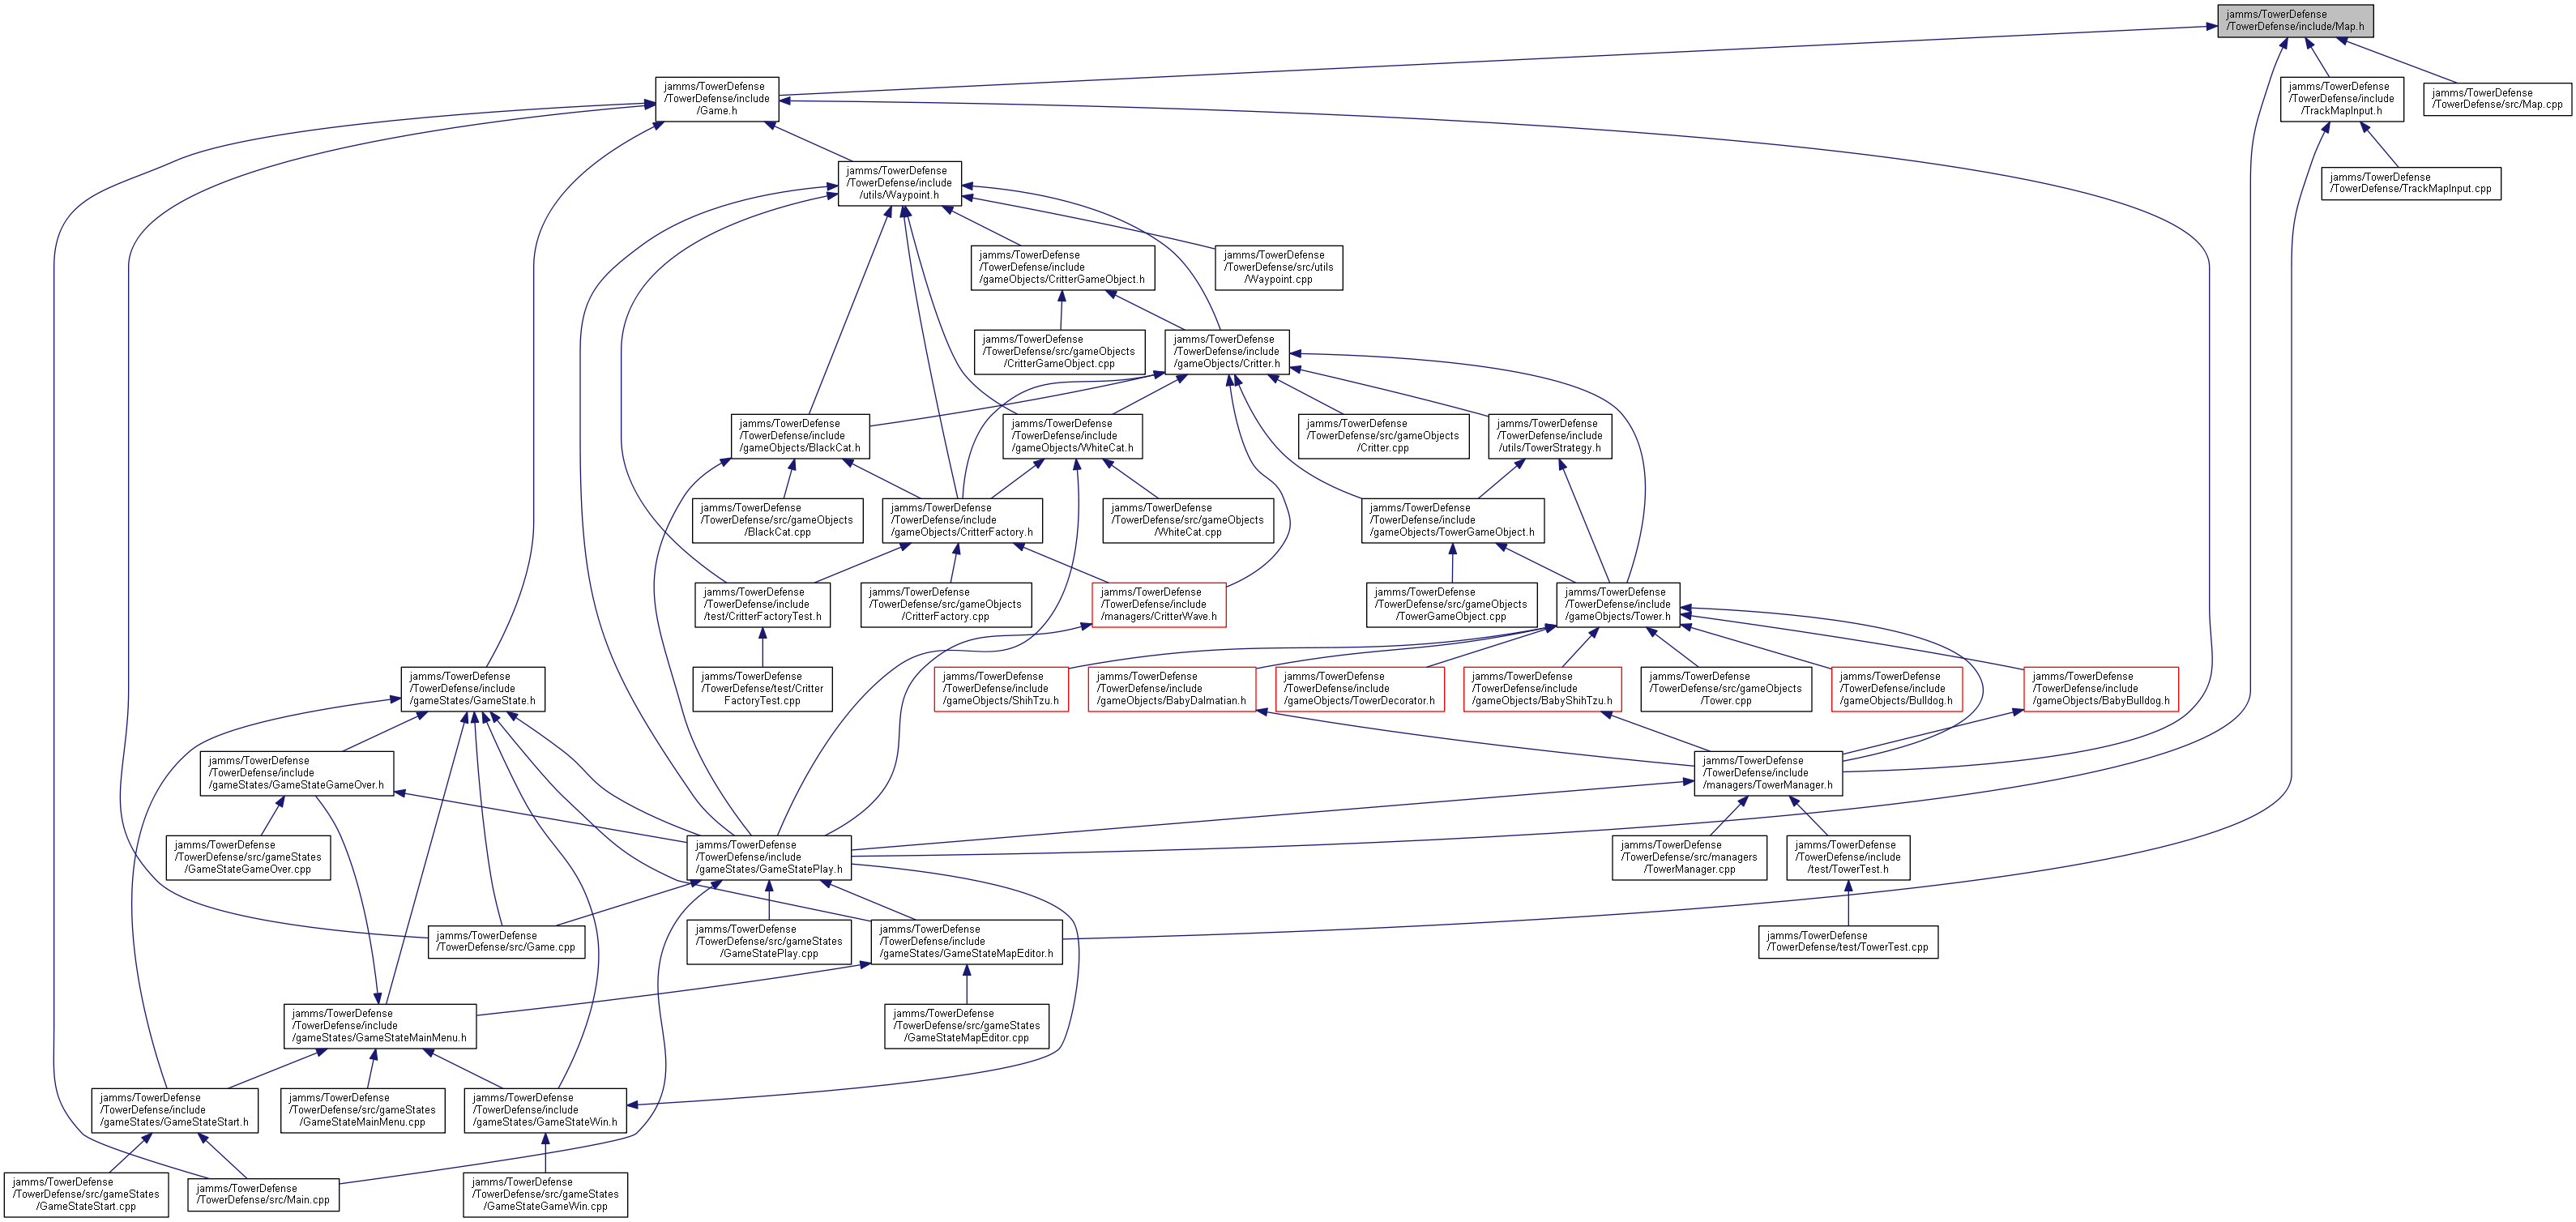 jamms/TowerDefense
/TowerDefense/include/Map.h
jamms/TowerDefense
/TowerDefense/include
/Game.h
jamms/TowerDefense
/TowerDefense/include
/TrackMapInput.h
jamms/TowerDefense
/TowerDefense/src/Map.cpp
jamms/TowerDefense
/TowerDefense/include
/utils/Waypoint.h
jamms/TowerDefense
/TowerDefense/TrackMapInput.cpp
jamms/TowerDefense
/TowerDefense/include
/gameObjects/CritterGameObject.h
jamms/TowerDefense
/TowerDefense/src/utils
/Waypoint.cpp
jamms/TowerDefense
/TowerDefense/src/gameObjects
/CritterGameObject.cpp
jamms/TowerDefense
/TowerDefense/include
/gameObjects/Critter.h
jamms/TowerDefense
/TowerDefense/include
/gameObjects/BlackCat.h
jamms/TowerDefense
/TowerDefense/include
/gameObjects/WhiteCat.h
jamms/TowerDefense
/TowerDefense/src/gameObjects
/Critter.cpp
jamms/TowerDefense
/TowerDefense/include
/utils/TowerStrategy.h
jamms/TowerDefense
/TowerDefense/src/gameObjects
/BlackCat.cpp
jamms/TowerDefense
/TowerDefense/include
/gameObjects/CritterFactory.h
jamms/TowerDefense
/TowerDefense/src/gameObjects
/WhiteCat.cpp
jamms/TowerDefense
/TowerDefense/include
/gameObjects/TowerGameObject.h
jamms/TowerDefense
/TowerDefense/include
/test/CritterFactoryTest.h
jamms/TowerDefense
/TowerDefense/src/gameObjects
/CritterFactory.cpp
jamms/TowerDefense
/TowerDefense/include
/managers/CritterWave.h
jamms/TowerDefense
/TowerDefense/src/gameObjects
/TowerGameObject.cpp
jamms/TowerDefense
/TowerDefense/include
/gameObjects/Tower.h
jamms/TowerDefense
/TowerDefense/include
/gameStates/GameState.h
jamms/TowerDefense
/TowerDefense/test/Critter
FactoryTest.cpp
jamms/TowerDefense
/TowerDefense/include
/gameObjects/ShihTzu.h
jamms/TowerDefense
/TowerDefense/include
/gameObjects/BabyDalmatian.h
jamms/TowerDefense
/TowerDefense/include
/gameObjects/TowerDecorator.h
jamms/TowerDefense
/TowerDefense/include
/gameObjects/BabyShihTzu.h
jamms/TowerDefense
/TowerDefense/src/gameObjects
/Tower.cpp
jamms/TowerDefense
/TowerDefense/include
/gameObjects/Bulldog.h
jamms/TowerDefense
/TowerDefense/include
/gameObjects/BabyBulldog.h
jamms/TowerDefense
/TowerDefense/include
/gameStates/GameStateGameOver.h
jamms/TowerDefense
/TowerDefense/include
/managers/TowerManager.h
jamms/TowerDefense
/TowerDefense/src/gameStates
/GameStateGameOver.cpp
jamms/TowerDefense
/TowerDefense/include
/gameStates/GameStatePlay.h
jamms/TowerDefense
/TowerDefense/src/managers
/TowerManager.cpp
jamms/TowerDefense
/TowerDefense/include
/test/TowerTest.h
jamms/TowerDefense
/TowerDefense/src/Game.cpp
jamms/TowerDefense
/TowerDefense/src/gameStates
/GameStatePlay.cpp
jamms/TowerDefense
/TowerDefense/include
/gameStates/GameStateMapEditor.h
jamms/TowerDefense
/TowerDefense/test/TowerTest.cpp
jamms/TowerDefense
/TowerDefense/include
/gameStates/GameStateMainMenu.h
jamms/TowerDefense
/TowerDefense/src/gameStates
/GameStateMapEditor.cpp
jamms/TowerDefense
/TowerDefense/include
/gameStates/GameStateStart.h
jamms/TowerDefense
/TowerDefense/src/gameStates
/GameStateMainMenu.cpp
jamms/TowerDefense
/TowerDefense/include
/gameStates/GameStateWin.h
jamms/TowerDefense
/TowerDefense/src/gameStates
/GameStateStart.cpp
jamms/TowerDefense
/TowerDefense/src/Main.cpp
jamms/TowerDefense
/TowerDefense/src/gameStates
/GameStateGameWin.cpp